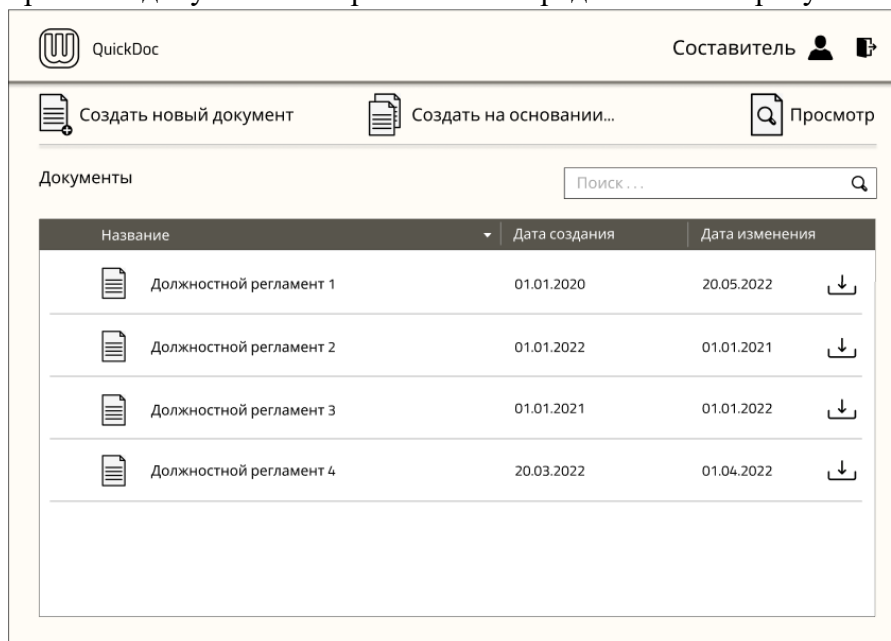 QuickDoc Составитель
Создать новый документ Создать на основании... Просмотр
Документы Поиск...
Название Дата создания Дата изменения
Должностной регламент 1 01.01.2020 20.05.2022
Должностной регламент 2 01.01.2022 01.01.2021
Должностной регламент 3 01.01.2021 01.01.2022
Должностной регламент 4 20.03.2022 01.04.2022